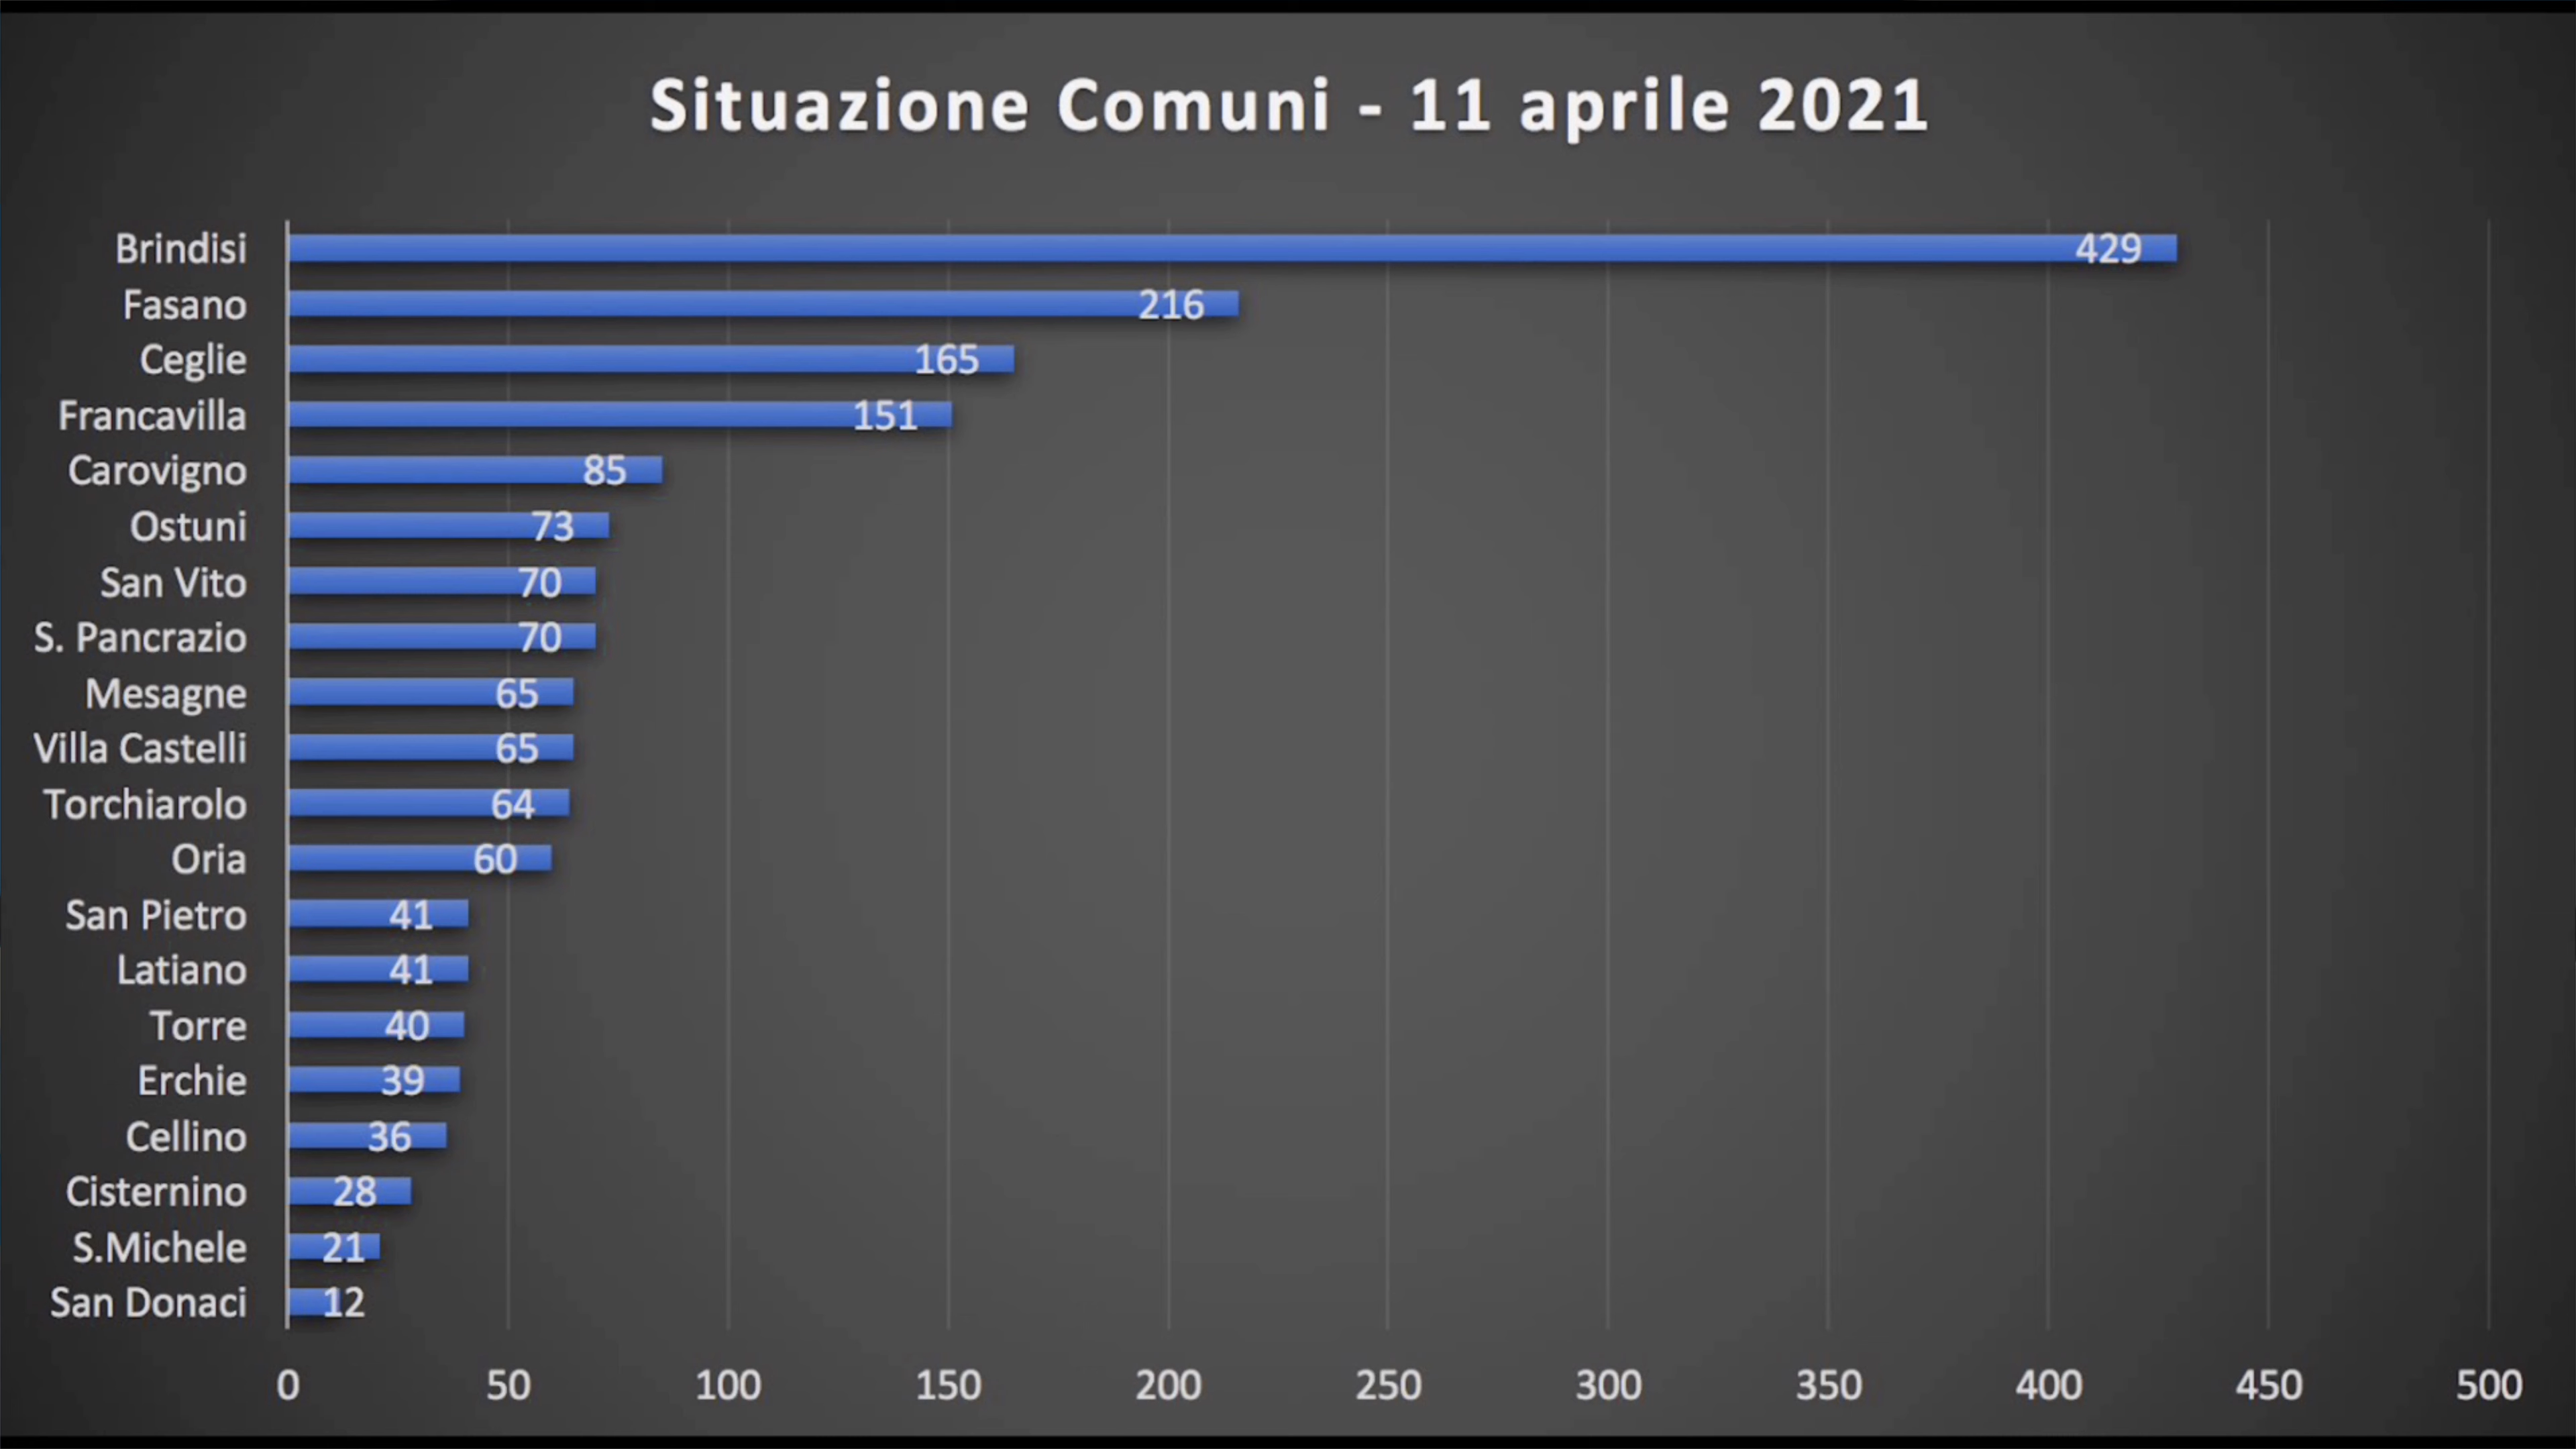 Situazione Comuni - 11 aprile 2021
Brindisi 429
Fasano 216
Ceglie 165
Francavilla 151
Carovigno 85
Ostuni 73
San Vito 70
S. Pancrazio 70
Mesagne 65
Villa Castelli 65
Torchiarolo 64
Oria 60
San Pietro 41
Latiano 41
Torre 40
Erchie 39
Cellino 36
Cisternino 28
S.Michele 21
San Donaci 12
0 50 100 150 200 250 300 350 400 450 500